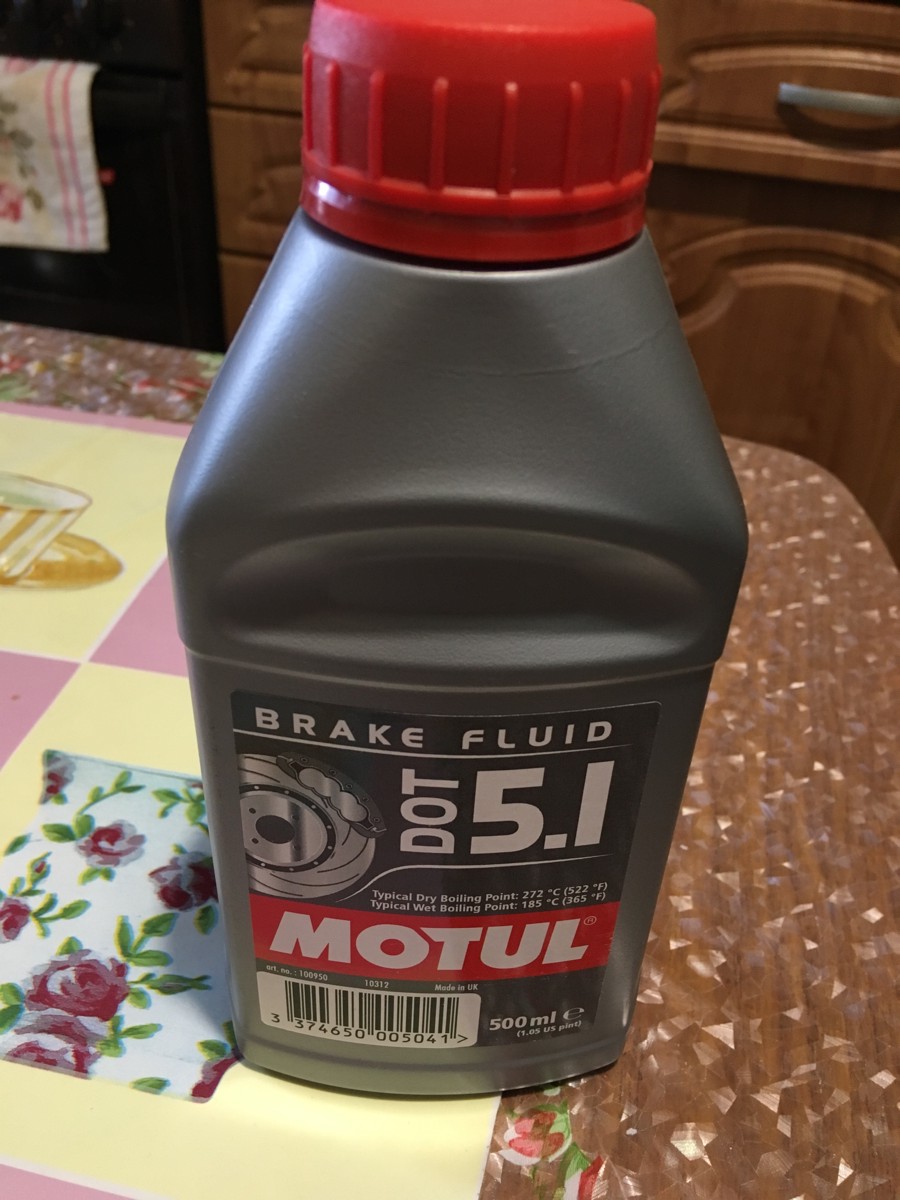 BRAKE FLUID
DOT 5.1
Typical Dry Boiling Point: 272 °C (522 °F)
Typical Wet Boiling Point: 185 °C (365 °F)
MOTUL®
art. no. : 100950
10312 Made in UK
3 374650 005041 >
500 ml ℮
(1.05 US pint)